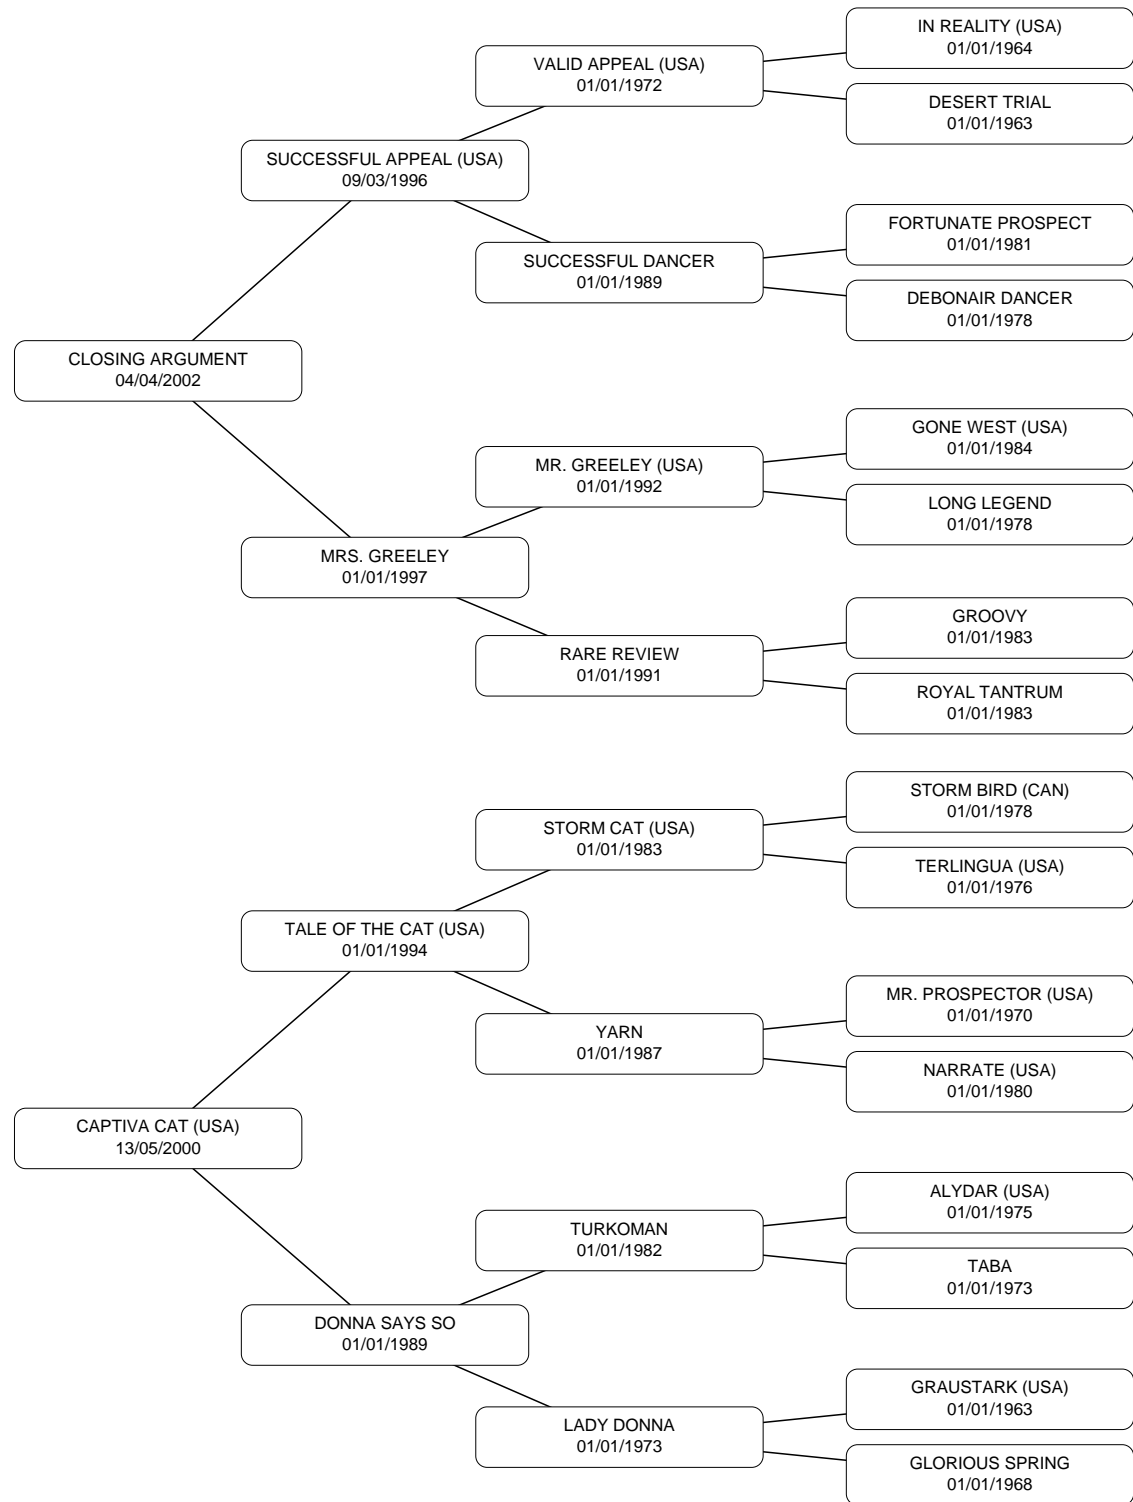 IN REALITY (USA)
01/01/1964
VALID APPEAL (USA)
01/01/1972
DESERT TRIAL
01/01/1963
SUCCESSFUL APPEAL (USA)
09/03/1996
FORTUNATE PROSPECT
01/01/1981
SUCCESSFUL DANCER
01/01/1989
DEBONAIR DANCER
01/01/1978
CLOSING ARGUMENT
04/04/2002
GONE WEST (USA)
01/01/1984
MR. GREELEY (USA)
01/01/1992
LONG LEGEND
01/01/1978
MRS. GREELEY
01/01/1997
GROOVY
01/01/1983
RARE REVIEW
01/01/1991
ROYAL TANTRUM
01/01/1983
STORM BIRD (CAN)
01/01/1978
STORM CAT (USA)
01/01/1983
TERLINGUA (USA)
01/01/1976
TALE OF THE CAT (USA)
01/01/1994
MR. PROSPECTOR (USA)
01/01/1970
YARN
01/01/1987
NARRATE (USA)
01/01/1980
CAPTIVA CAT (USA)
13/05/2000
ALYDAR (USA)
01/01/1975
TURKOMAN
01/01/1982
TABA
01/01/1973
DONNA SAYS SO
01/01/1989
GRAUSTARK (USA)
01/01/1963
LADY DONNA
01/01/1973
GLORIOUS SPRING
01/01/1968